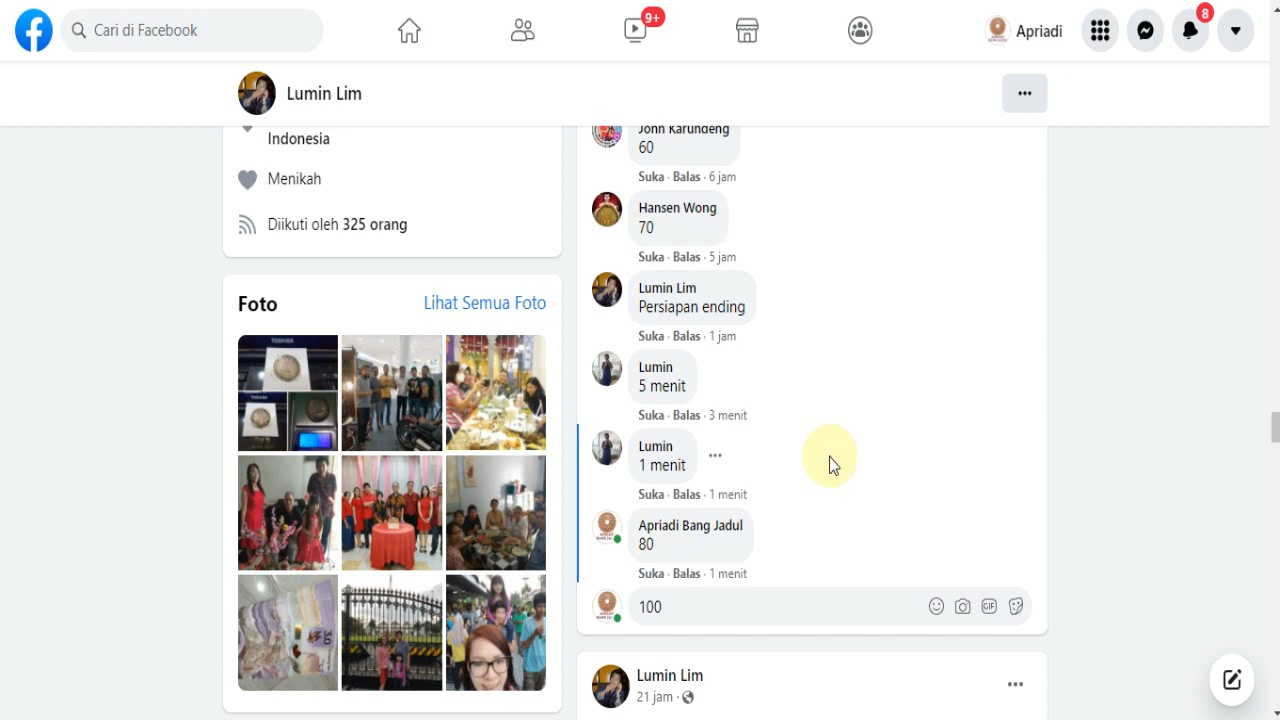 Cari di Facebook
9+
Apriadi
8
Lumin Lim
Indonesia
Menikah
Diikuti oleh 325 orang
Foto
Lihat Semua Foto
TOSHIBA
John Karundeng
60
Suka · Balas · 6 jam
Hansen Wong
70
Suka · Balas · 5 jam
Lumin Lim
Persiapan ending
Suka · Balas · 1 jam
Lumin
5 menit
Suka · Balas · 3 menit
Lumin
1 menit
Suka · Balas · 1 menit
Apriadi Bang Jadul
80
Suka · Balas · 1 menit
100
GIF
Lumin Lim
21 jam ·